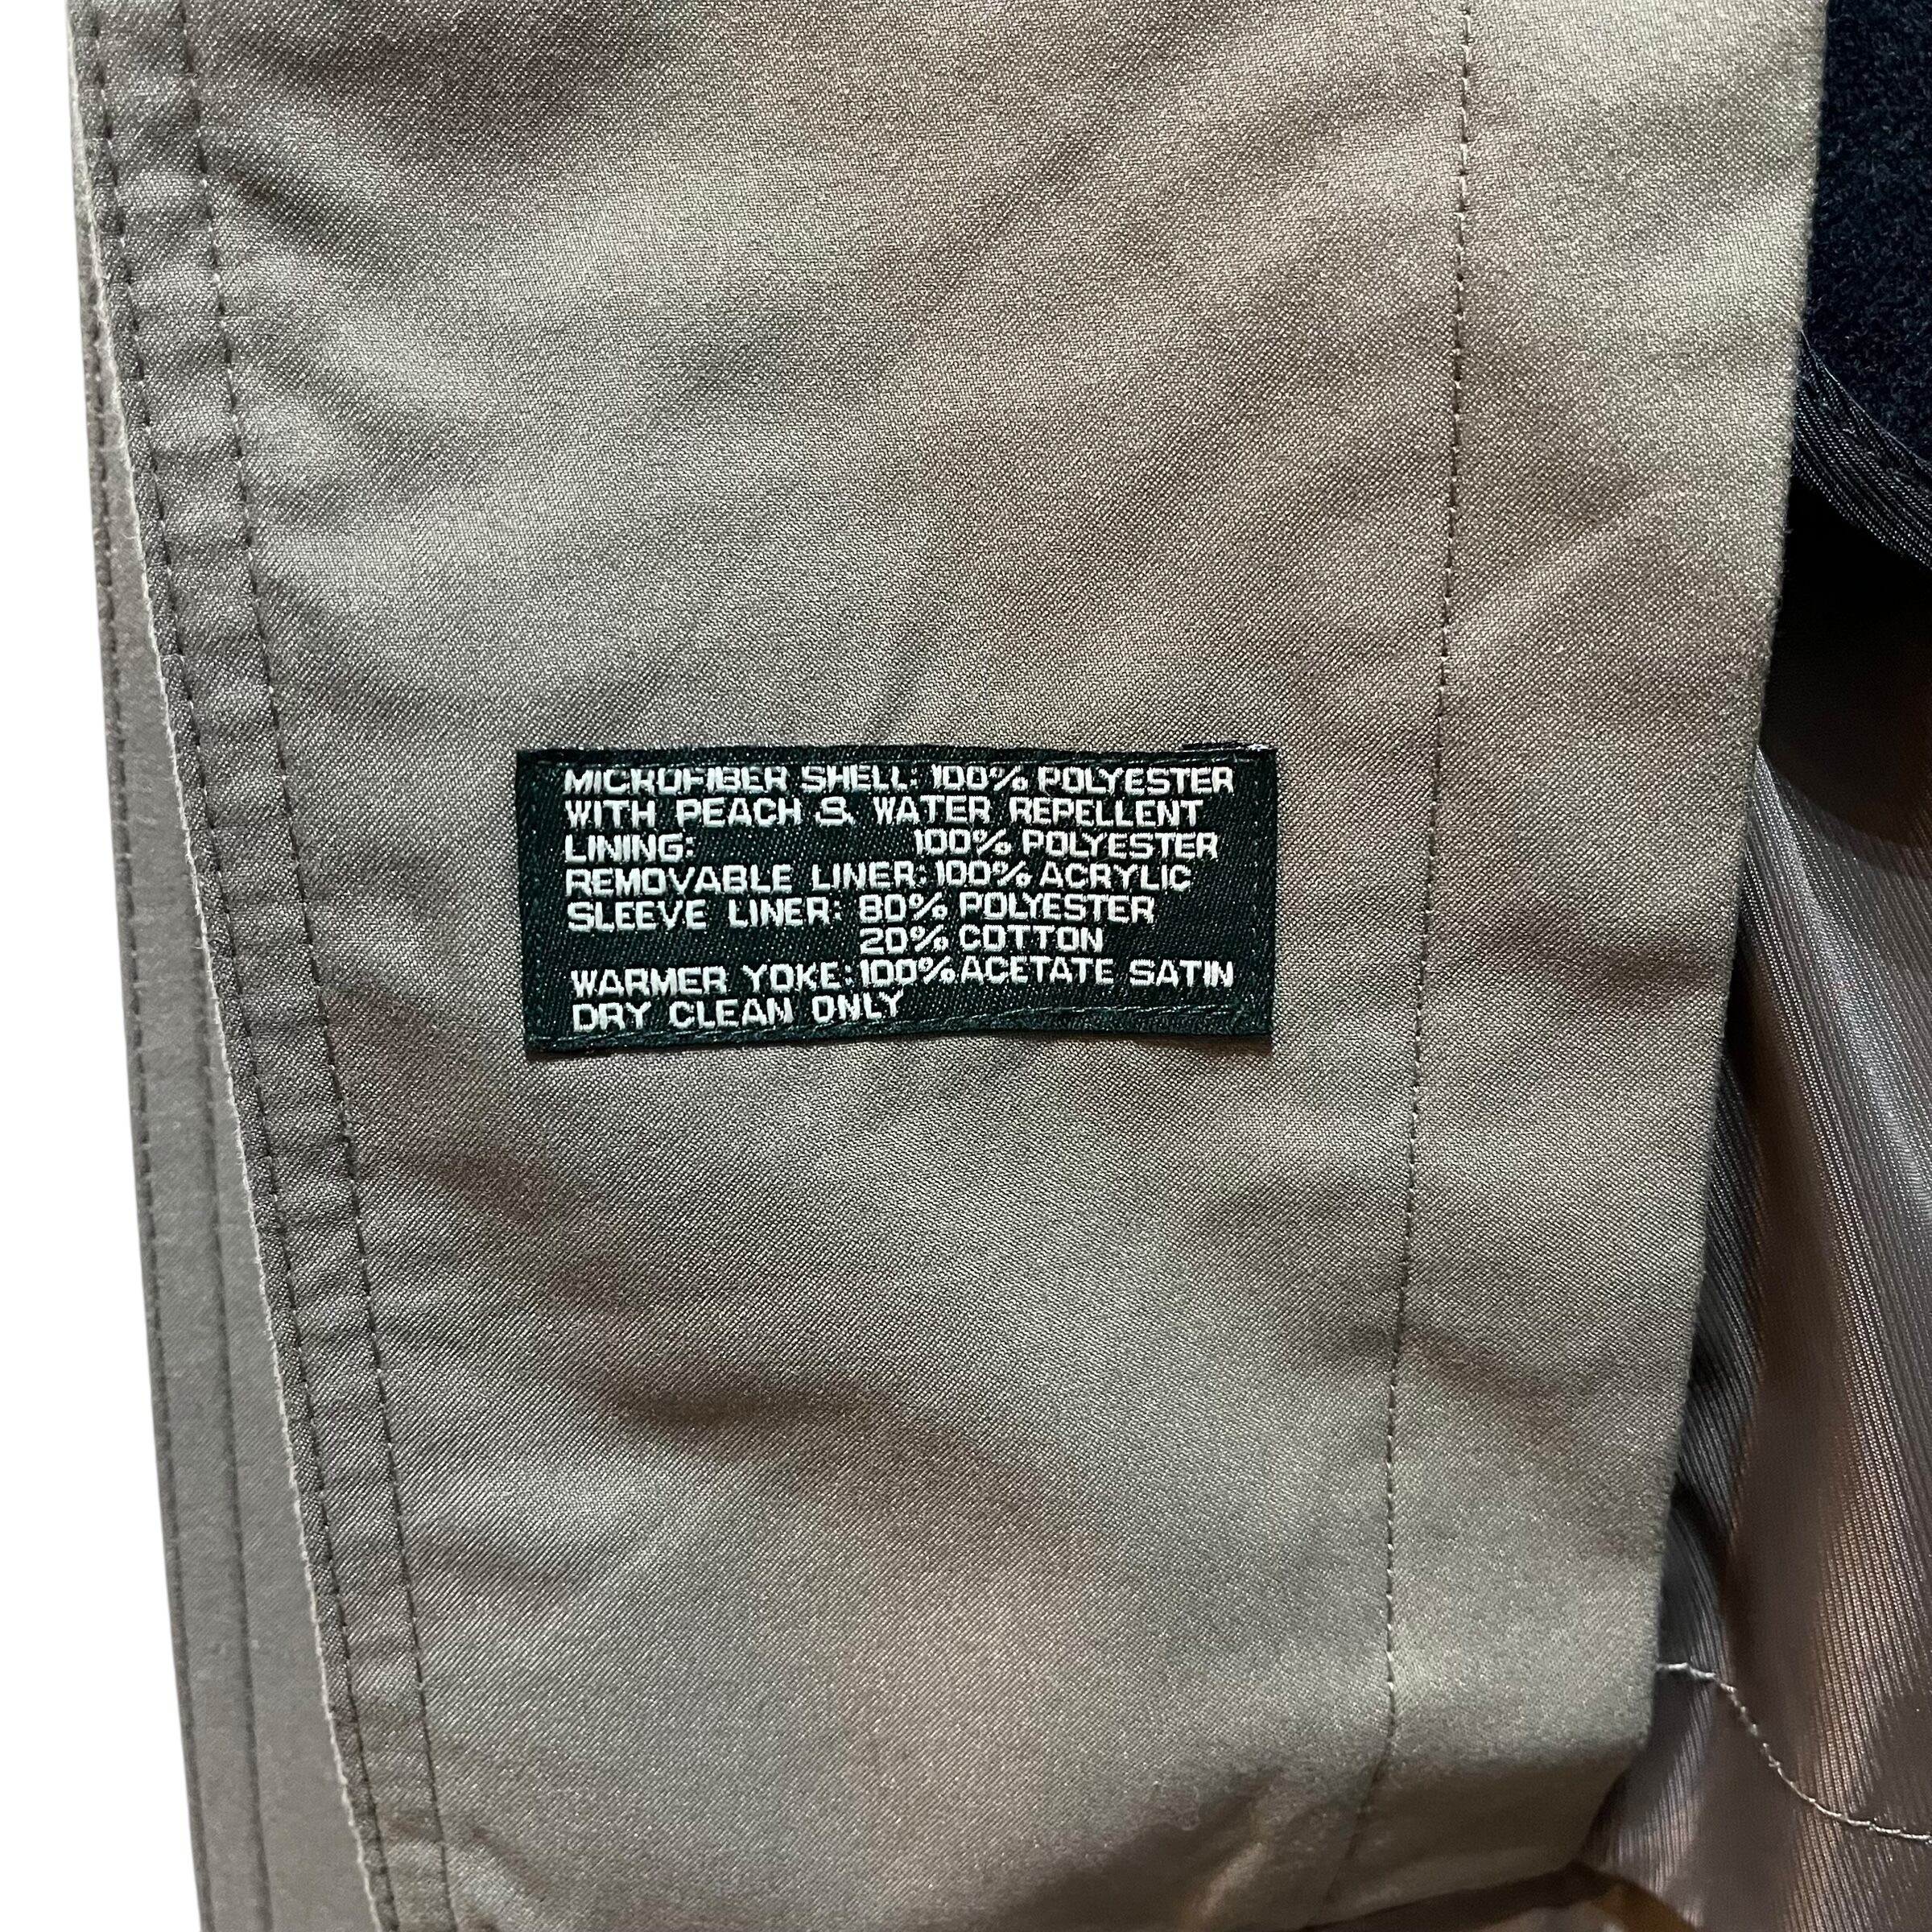 MICROFIBER SHELL: 100% POLYESTER
WITH PEACH & WATER REPELLENT
LINING: 100% POLYESTER
REMOVABLE LINER: 100% ACRYLIC
SLEEVE LINER: 80% POLYESTER
20% COTTON
WARMER YOKE: 100% ACETATE SATIN
DRY CLEAN ONLY